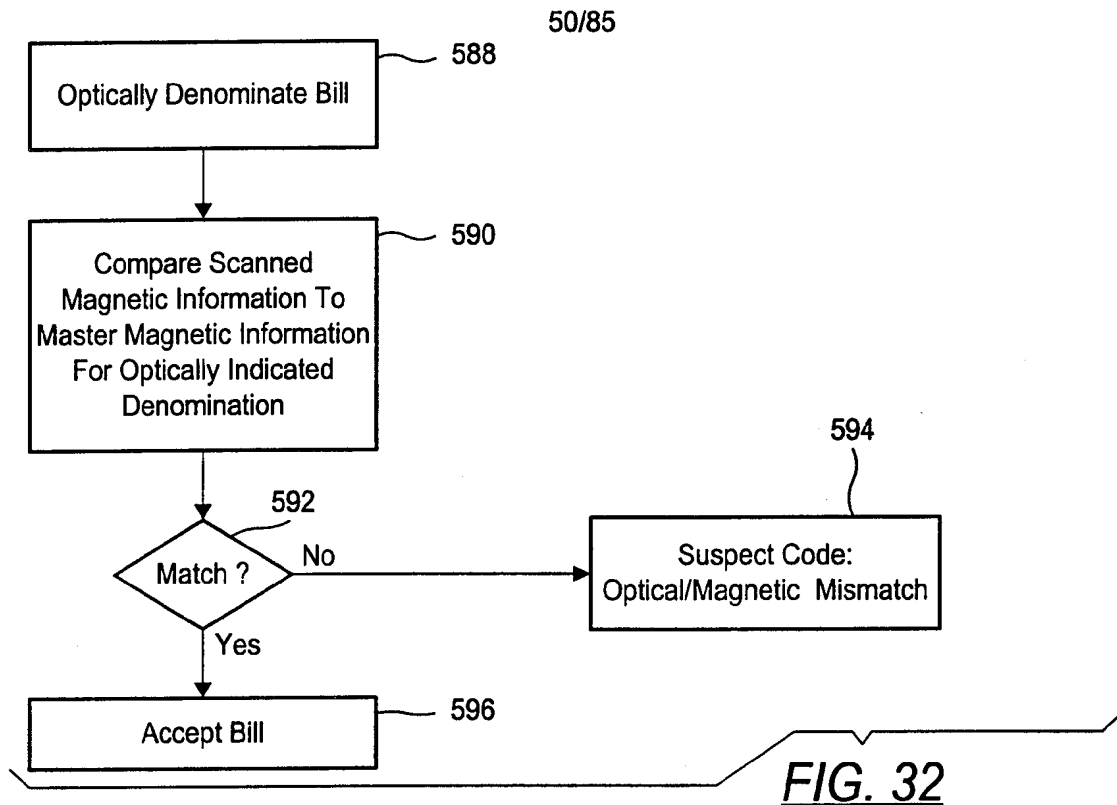 50/85
588
Optically Denominate Bill
590
Compare Scanned
Magnetic Information To
Master Magnetic Information
For Optically Indicated
Denomination
592
Match ?
No
594
Suspect Code:
Optical/Magnetic Mismatch
Yes
596
Accept Bill
FIG. 32